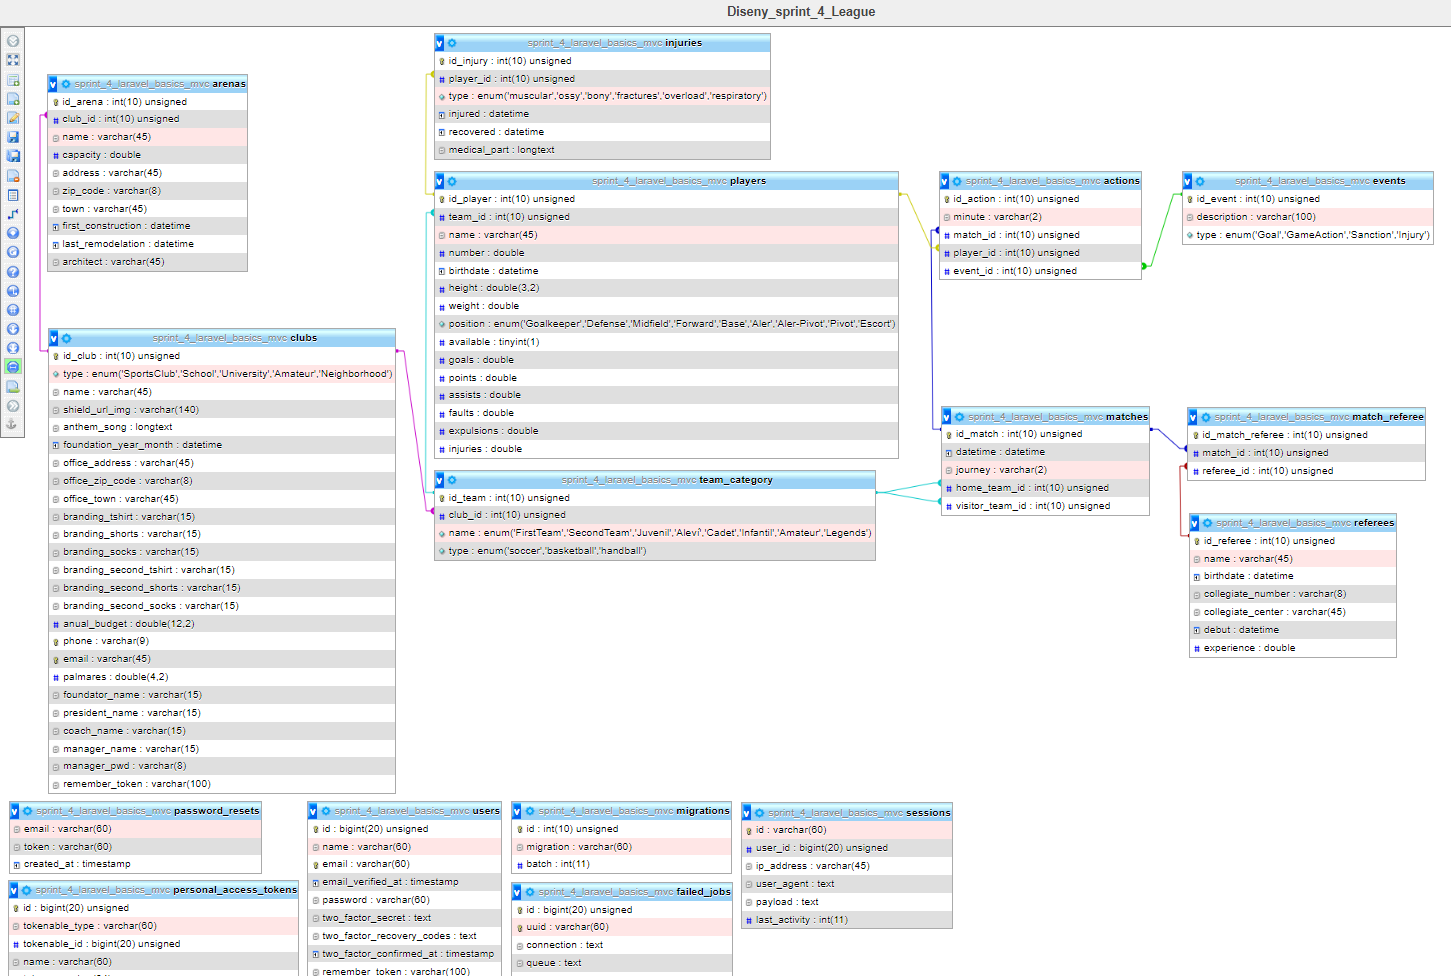 Diseny_sprint_4_League
sprint_4_laravel_basics_mvc injuries
id_injury : int(10) unsigned
player_id : int(10) unsigned
type : enum('muscular','ossy','bony','fractures','overload','respiratory')
injured : datetime
recovered : datetime
medical_part : longtext
sprint_4_laravel_basics_mvc arenas
id_arena : int(10) unsigned
club_id : int(10) unsigned
name : varchar(45)
capacity : double
address : varchar(45)
zip_code : varchar(8)
town : varchar(45)
first_construction : datetime
last_remodelation : datetime
architect : varchar(45)
sprint_4_laravel_basics_mvc players
id_player : int(10) unsigned
team_id : int(10) unsigned
name : varchar(45)
number : double
birthdate : datetime
height : double(3,2)
weight : double
position : enum('Goalkeeper','Defense','Midfield','Forward','Base','Aler','Aler-Pivot','Pivot','Escort')
available : tinyint(1)
goals : double
points : double
assists : double
faults : double
expulsions : double
injuries : double
sprint_4_laravel_basics_mvc actions
id_action : int(10) unsigned
minute : varchar(2)
match_id : int(10) unsigned
player_id : int(10) unsigned
event_id : int(10) unsigned
sprint_4_laravel_basics_mvc events
id_event : int(10) unsigned
description : varchar(100)
type : enum('Goal','GameAction','Sanction','Injury')
sprint_4_laravel_basics_mvc clubs
id_club : int(10) unsigned
type : enum('SportsClub','School','University','Amateur','Neighborhood')
name : varchar(45)
shield_url_img : varchar(140)
anthem_song : longtext
foundation_year_month : datetime
office_address : varchar(45)
office_zip_code : varchar(8)
office_town : varchar(45)
branding_tshirt : varchar(15)
branding_shorts : varchar(15)
branding_socks : varchar(15)
branding_second_tshirt : varchar(15)
branding_second_shorts : varchar(15)
branding_second_socks : varchar(15)
anual_budget : double(12,2)
phone : varchar(9)
email : varchar(45)
palmares : double(4,2)
foundator_name : varchar(15)
president_name : varchar(15)
coach_name : varchar(15)
manager_name : varchar(15)
manager_pwd : varchar(8)
remember_token : varchar(100)
sprint_4_laravel_basics_mvc team_category
id_team : int(10) unsigned
club_id : int(10) unsigned
name : enum('FirstTeam','SecondTeam','Juvenil','Aleví','Cadet','Infantil','Amateur','Legends')
type : enum('soccer','basketball','handball')
sprint_4_laravel_basics_mvc matches
id_match : int(10) unsigned
datetime : datetime
journey : varchar(2)
home_team_id : int(10) unsigned
visitor_team_id : int(10) unsigned
sprint_4_laravel_basics_mvc match_referee
id_match_referee : int(10) unsigned
match_id : int(10) unsigned
referee_id : int(10) unsigned
sprint_4_laravel_basics_mvc referees
id_referee : int(10) unsigned
name : varchar(45)
birthdate : datetime
collegiate_number : varchar(8)
collegiate_center : varchar(45)
debut : datetime
experience : double
sprint_4_laravel_basics_mvc password_resets
email : varchar(60)
token : varchar(60)
created_at : timestamp
sprint_4_laravel_basics_mvc personal_access_tokens
id : bigint(20) unsigned
tokenable_type : varchar(60)
tokenable_id : bigint(20) unsigned
name : varchar(60)
sprint_4_laravel_basics_mvc users
id : bigint(20) unsigned
name : varchar(60)
email : varchar(60)
email_verified_at : timestamp
password : varchar(60)
two_factor_secret : text
two_factor_recovery_codes : text
two_factor_confirmed_at : timestamp
remember_token : varchar(100)
sprint_4_laravel_basics_mvc migrations
id : int(10) unsigned
migration : varchar(60)
batch : int(11)
sprint_4_laravel_basics_mvc failed_jobs
id : bigint(20) unsigned
uuid : varchar(60)
connection : text
queue : text
sprint_4_laravel_basics_mvc sessions
id : varchar(60)
user_id : bigint(20) unsigned
ip_address : varchar(45)
user_agent : text
payload : text
last_activity : int(11)